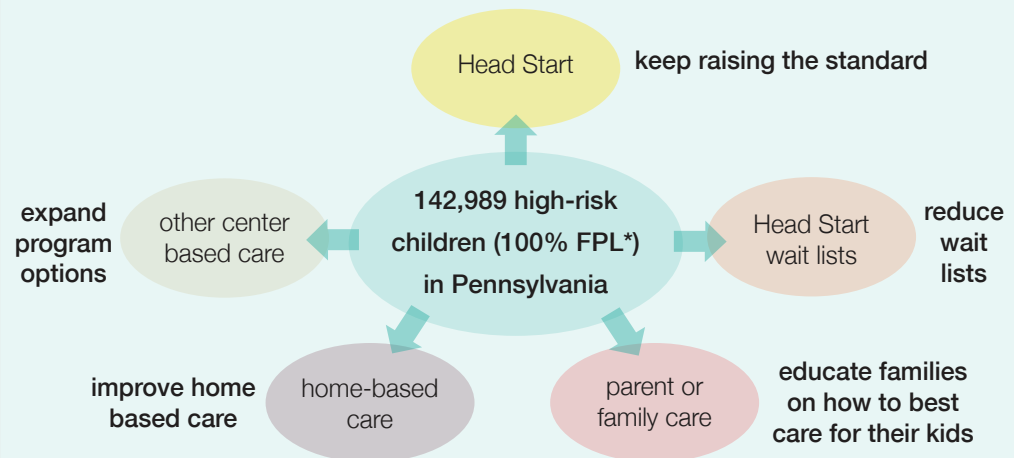 Head Start
keep raising the standard
142,989 high-risk
children (100% FPL*)
in Pennsylvania
expand
program
options
other center
based care
Head Start
wait lists
reduce
wait
lists
improve home
based care
home-based
care
parent or
family care
educate families
on how to best
care for their kids